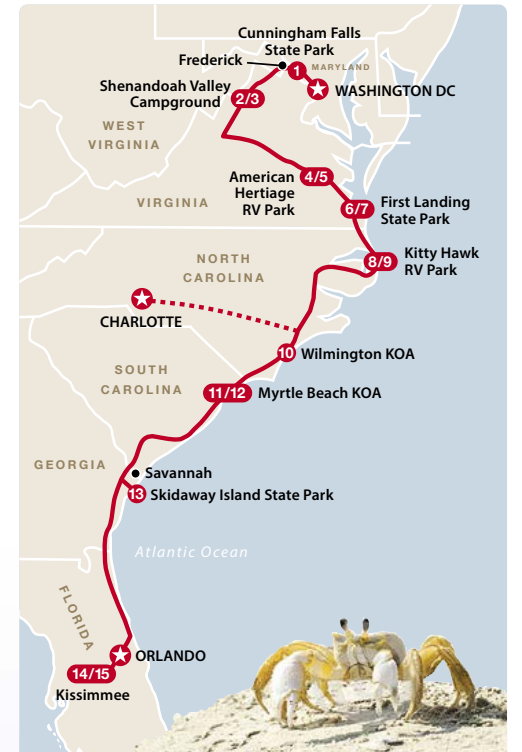 Cunningham Falls
State Park
Frederick
1
MARYLAND
WASHINGTON DC
Shenandoah Valley
Campground
2/3
WEST
VIRGINIA
American
Hertiage
RV Park
4/5
VIRGINIA
6/7
First Landing
State Park
8/9
Kitty Hawk
RV Park
NORTH
CAROLINA
CHARLOTTE
10
Wilmington KOA
SOUTH
CAROLINA
11/12
Myrtle Beach KOA
GEORGIA
Savannah
13
Skidaway Island State Park
Atlantic Ocean
FLORIDA
ORLANDO
14/15
Kissimmee